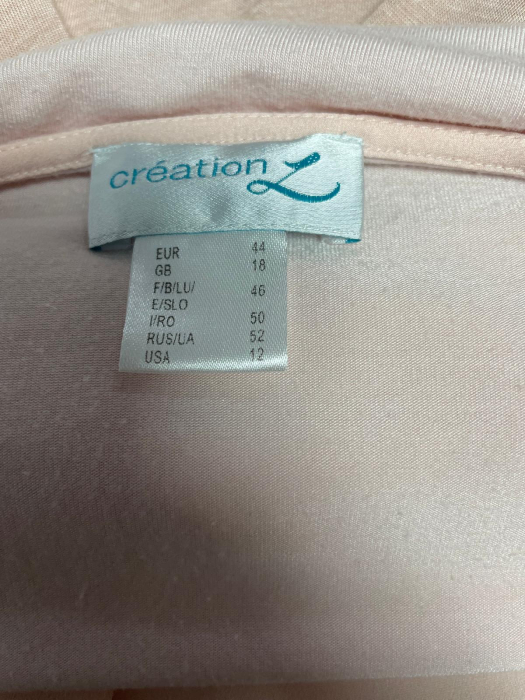 création L
EUR 44
GB 18
F/B/LU/ 46
E/SLO
I/RO 50
RUS/UA 52
USA 12